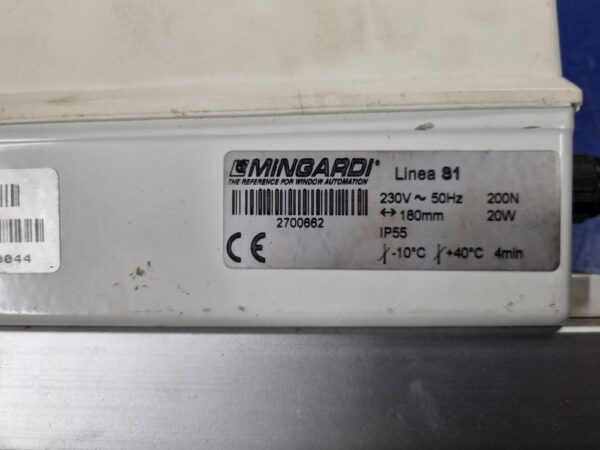 MINGARDI®
THE REFERENCE FOR WINDOW AUTOMATION
2700662
CE
Linea S1
230V ~ 50Hz 200N
↔ 180mm 20W
IP55
-10°C +40°C 4min
0044